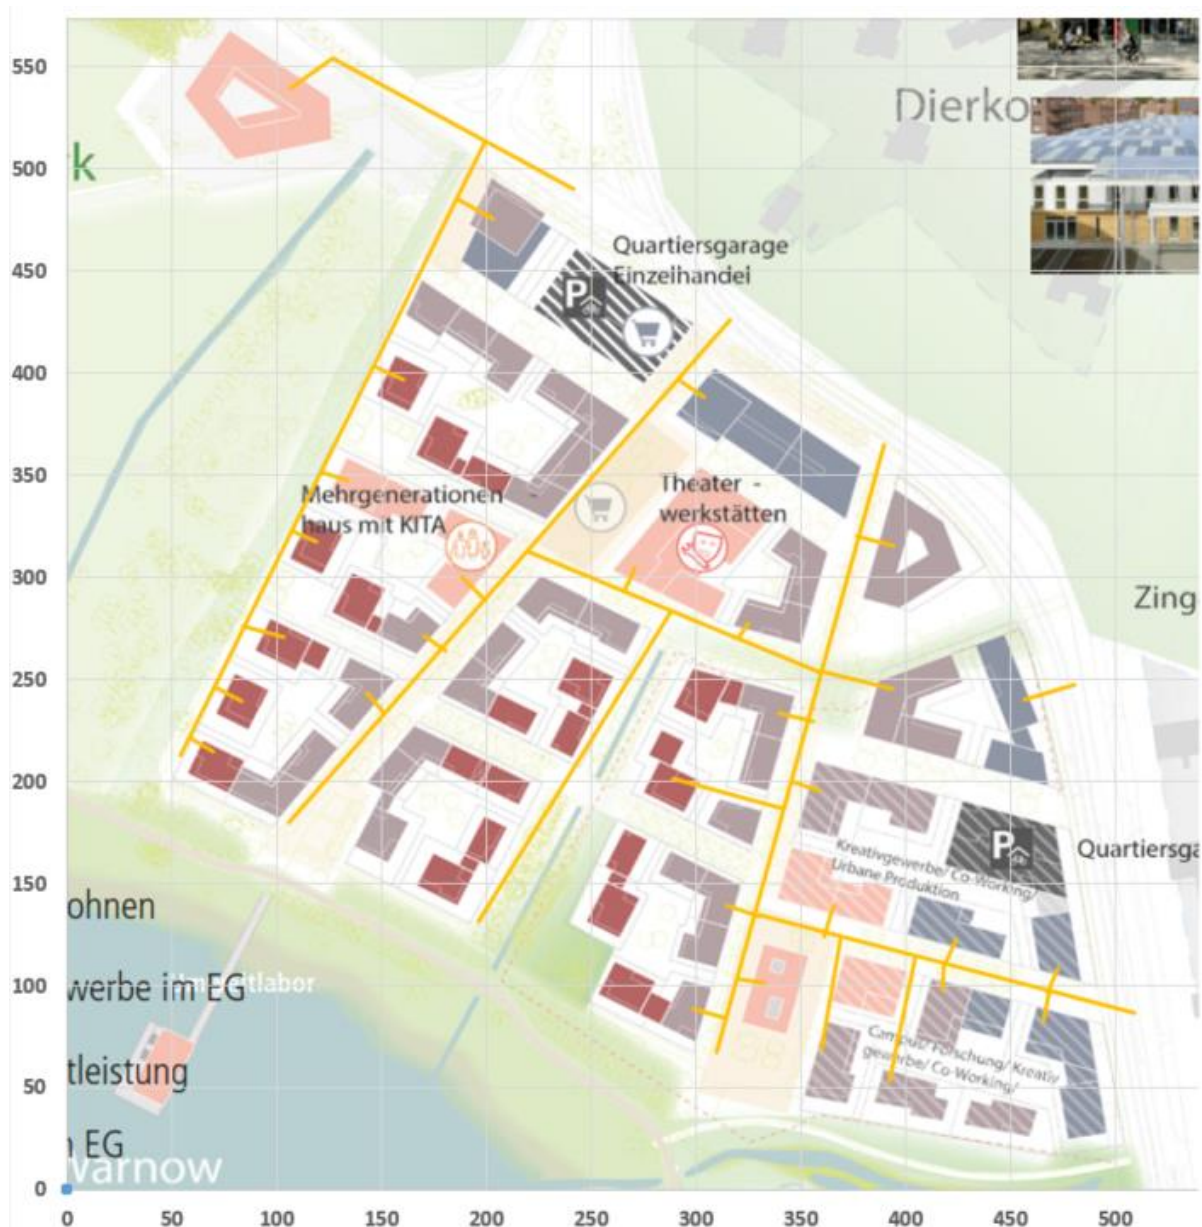 550
Dierko
500
k
Quartiersgarage
Einzelhandel
450
P
400
350
Mehrgenerationen -
haus mit KITA
Theater -
werkstätten
300
Zing
250
200
P
Quartiersga
Kreativgewerbe/ Co-Working/
Urbane Produktion
150
ohnen
100
werbe im EG
Campus/ Forschung/ Kreativ
gewerbe/ Co-Working/
tleistung
50
n EG
warnow
0
0 50 100 150 200 250 300 350 400 450 500